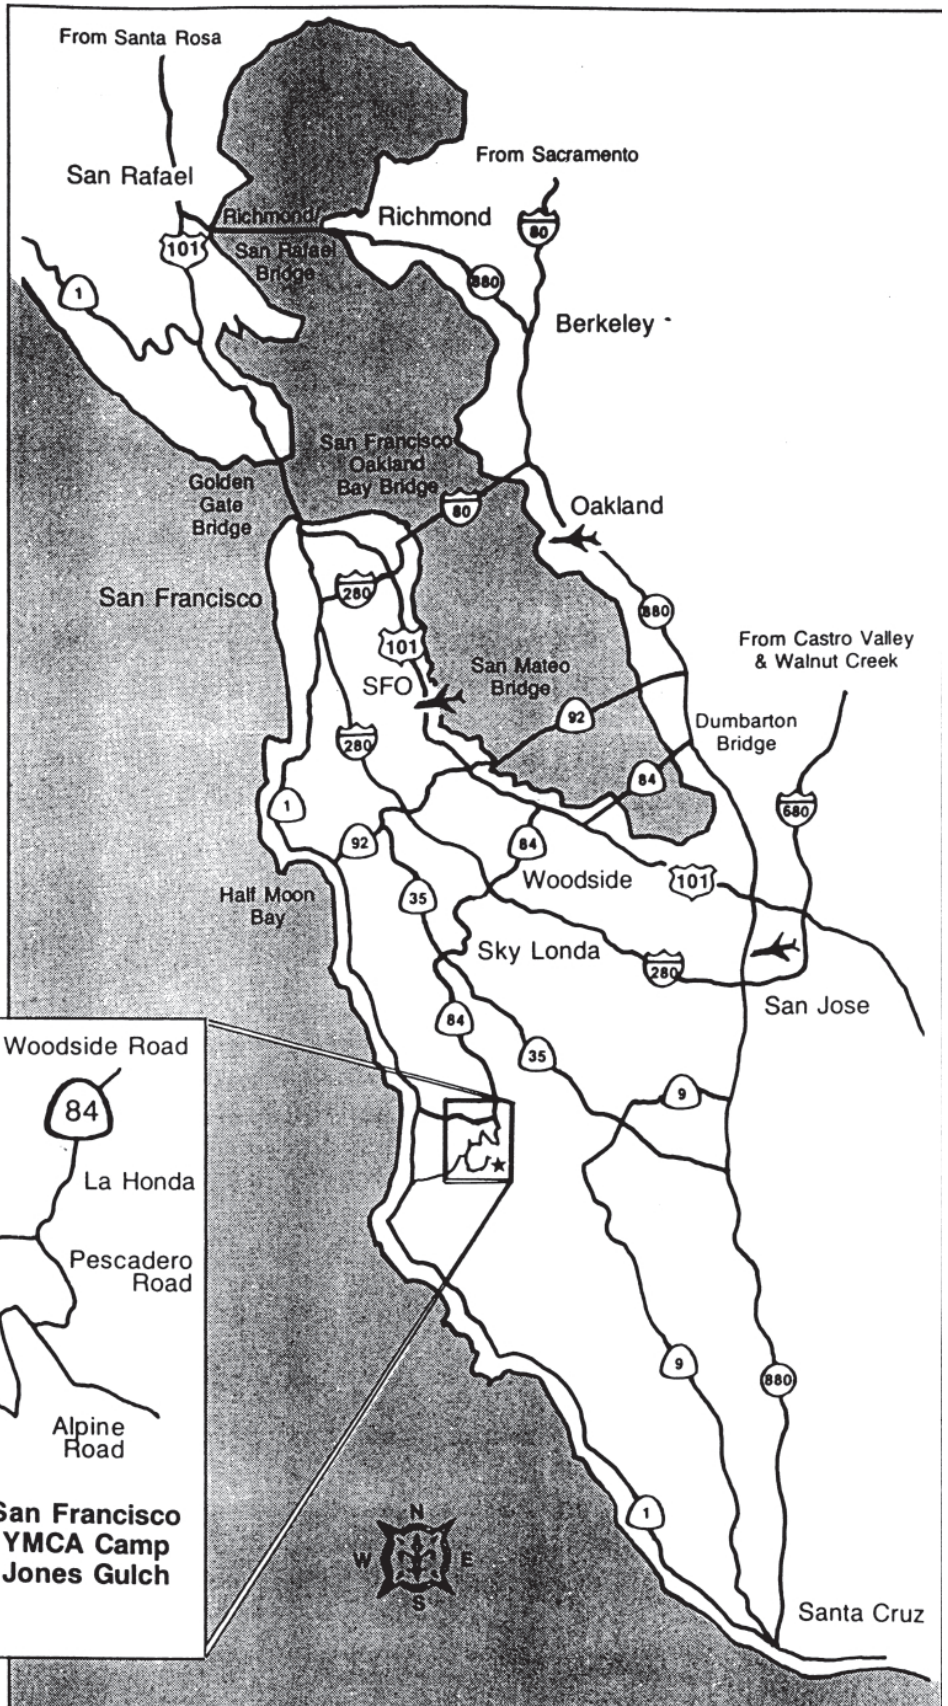 From Santa Rosa
From Sacramento
San Rafael
Richmond/
San Rafael
Bridge
Richmond
80
101
880
1
Berkeley
San Francisco
Oakland
Bay Bridge
Golden
Gate
Bridge
80
Oakland
San Francisco
280
880
101
From Castro Valley
& Walnut Creek
SFO
San Mateo
Bridge
92
Dumbarton
Bridge
280
84
1
680
92
84
Woodside
101
35
Half Moon
Bay
Sky Londa
280
San Jose
84
35
9
Woodside Road
84
La Honda
Pescadero
Road
Alpine
Road
San Francisco
YMCA Camp
Jones Gulch
9
880
1
N
W
E
S
Santa Cruz